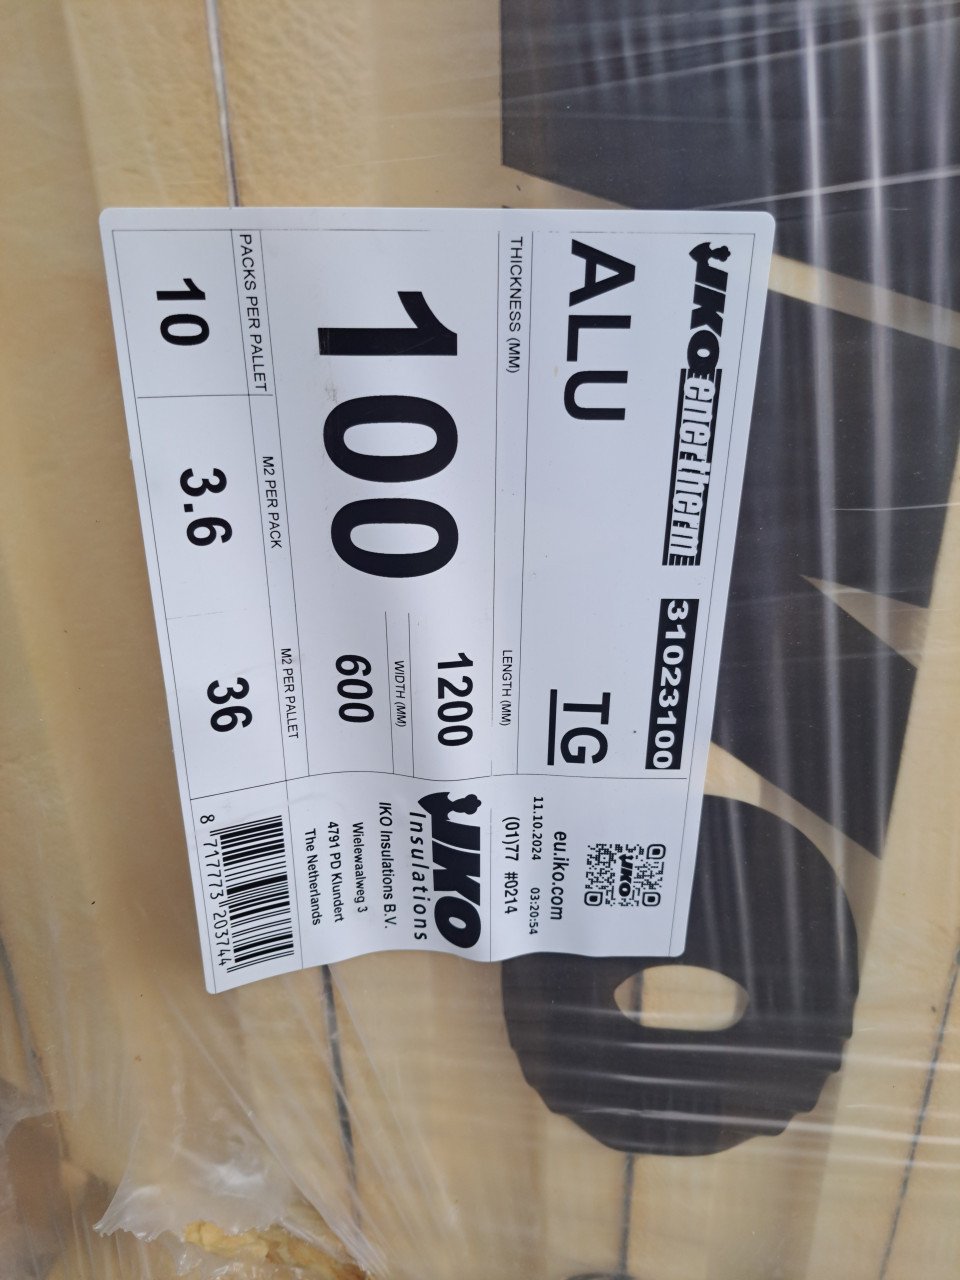 IKO enertherm 31023100
ALU TG
THICKNESS (MM)
100
LENGTH (MM)
1200
WIDTH (MM)
600
PACKS PER PALLET
10
M2 PER PACK
3.6
M2 PER PALLET
36
IKO
eu.iko.com
11.10.2024 03:20:54
(01)77 #0214
IKO
Insulations
IKO Insulations B.V.
Wielewaalweg 3
4791 PD Klundert
The Netherlands
8 717773 203744